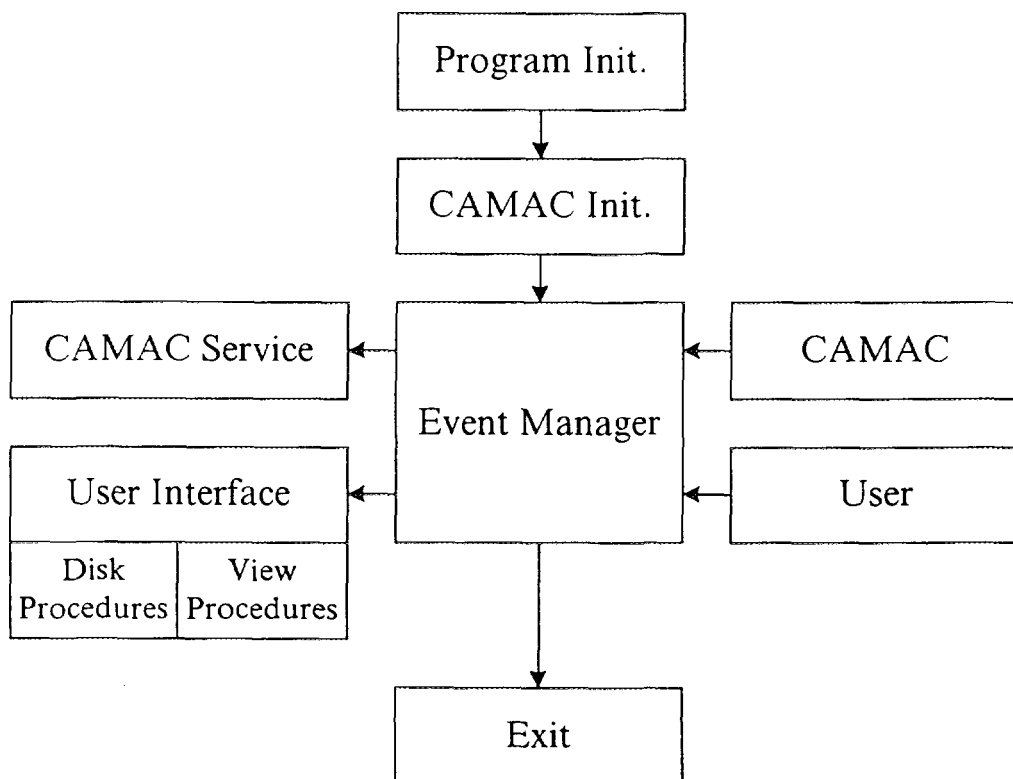 Program Init.
CAMAC Init.
CAMAC Service
Event Manager
CAMAC
User Interface
User
Disk
Procedures
View
Procedures
Exit